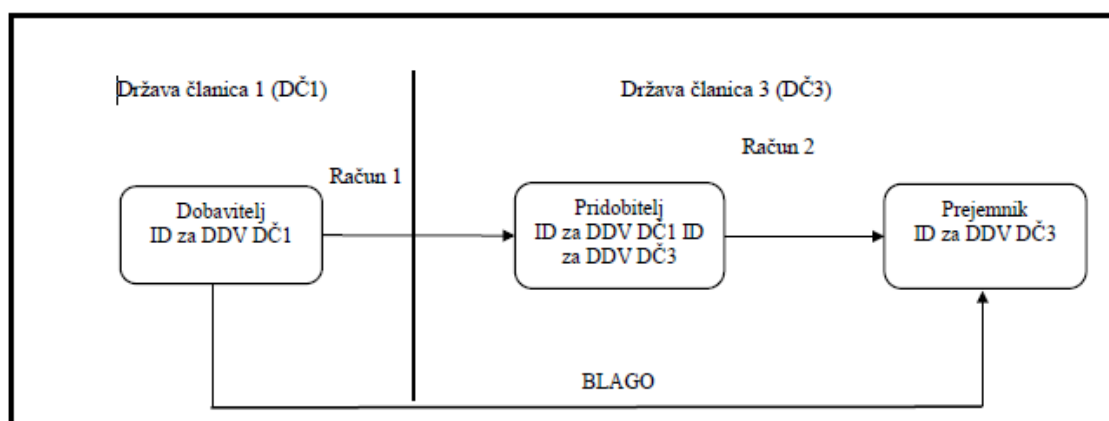 Država članica 1 (DČ1)
Država članica 3 (DČ3)
Račun 2
Račun 1
Dobavitelj
ID za DDV DČ1
Pridobitelj
ID za DDV DČ1 ID
za DDV DČ3
Prejemnik
ID za DDV DČ3
BLAGO